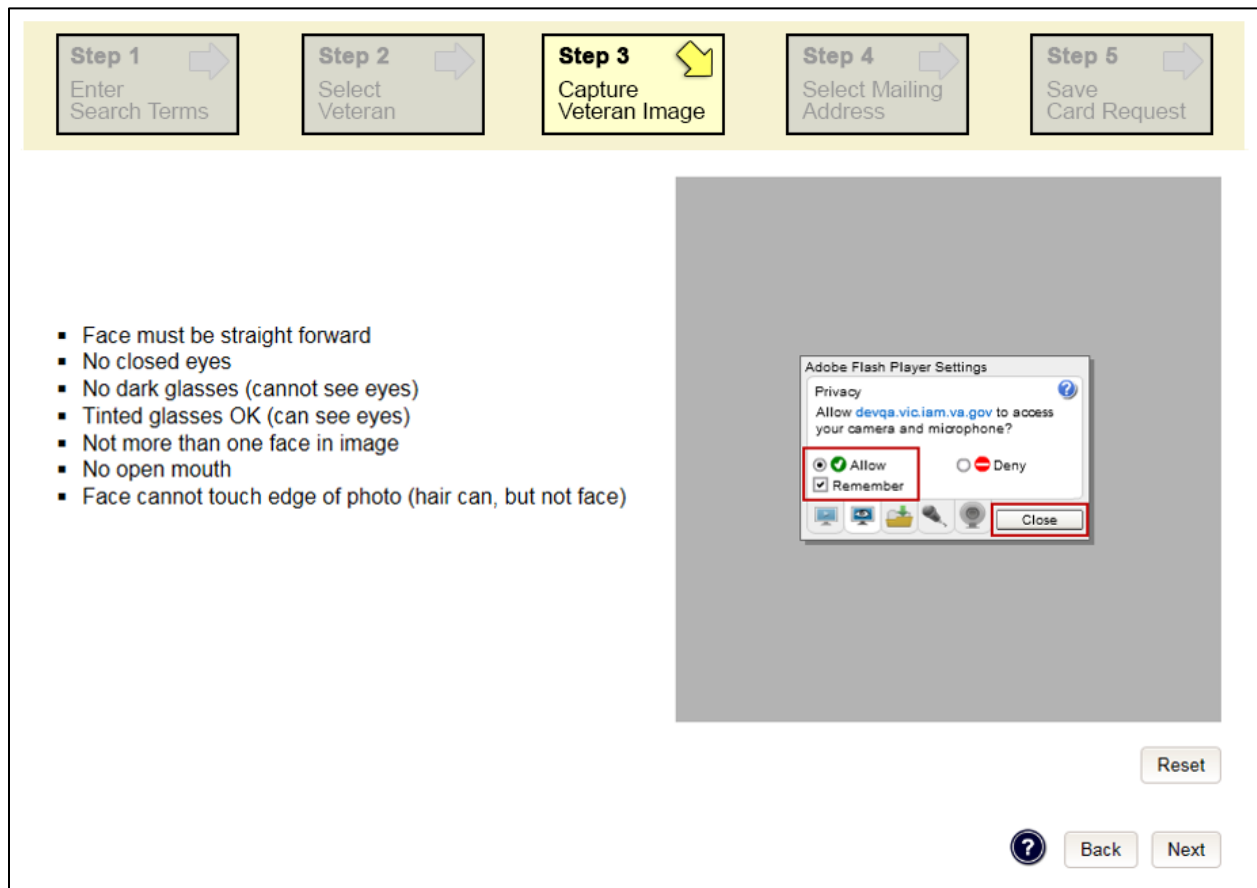 Step 1
Enter
Search Terms
Step 2
Select
Veteran
Step 3
Capture
Veteran Image
Step 4
Select Mailing
Address
Step 5
Save
Card Request
▪ Face must be straight forward
▪ No closed eyes
▪ No dark glasses (cannot see eyes)
▪ Tinted glasses OK (can see eyes)
▪ Not more than one face in image
▪ No open mouth
▪ Face cannot touch edge of photo (hair can, but not face)
Adobe Flash Player Settings
Privacy
?
Allow devqa.vic.iam.va.gov to access
your camera and microphone?
Allow
Deny
Remember
Close
Reset
?
Back
Next